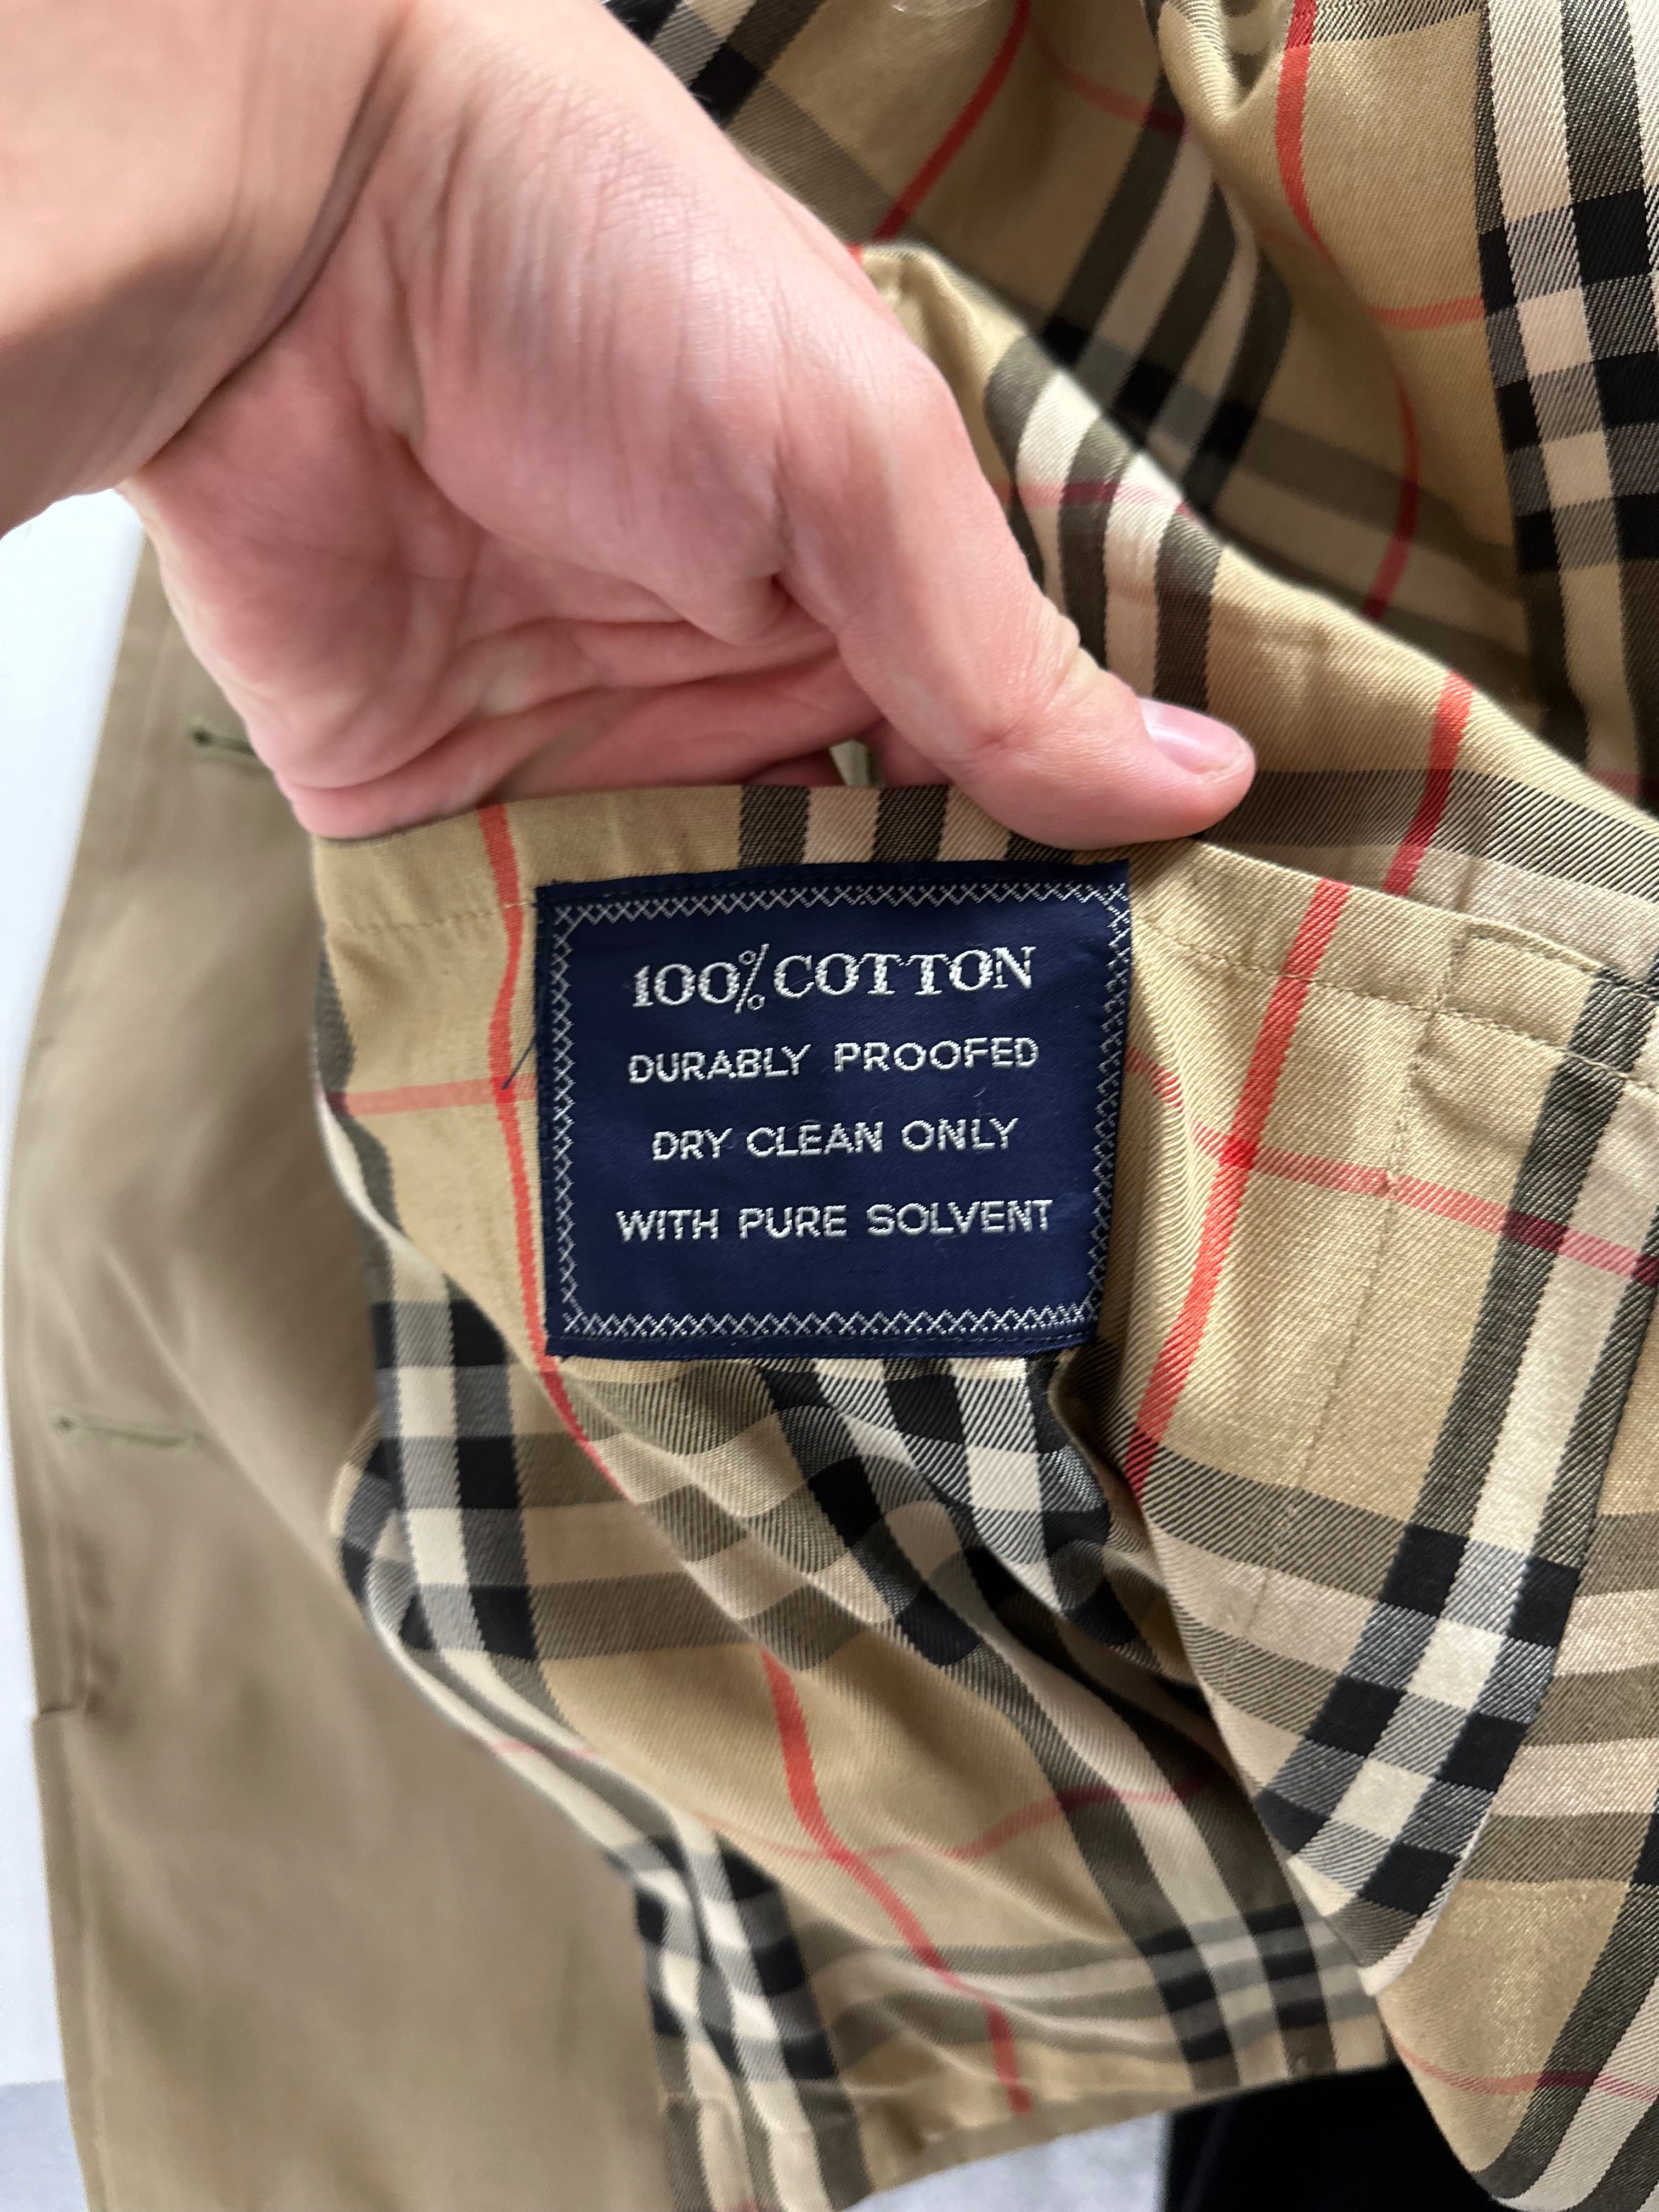 100% COTTON
DURABLY PROOFED
DRY CLEAN ONLY
WITH PURE SOLVENT